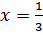 x = 1/3